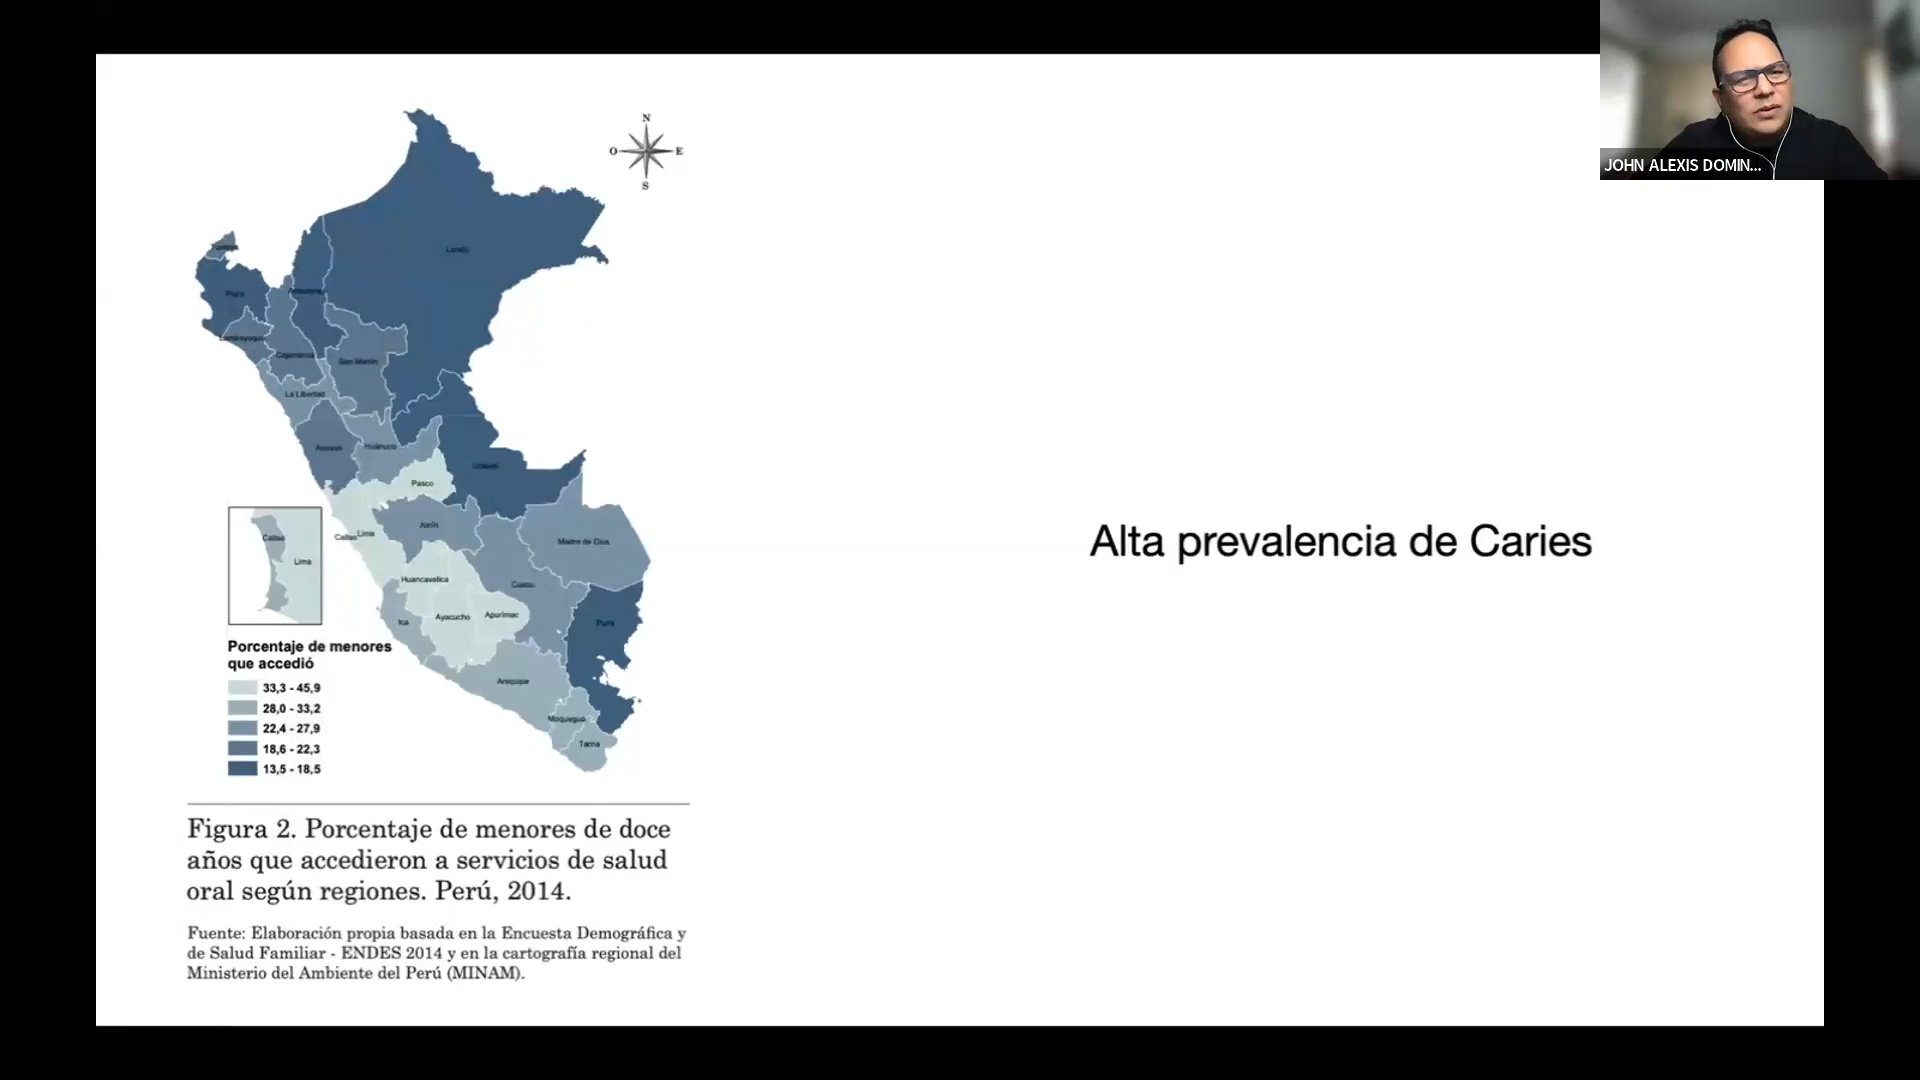 JOHN ALEXIS DOMIN...
N
O
E
S
Loreto
Tumbes
Piura
Amazonas
Lambayeque
Cajamarca
San Martín
La Libertad
Ancash
Huánuco
Ucayali
Pasco
Junín
Callao
Lima
Madre de Dios
Callao
Lima
Huancavelica
Cusco
Ica
Ayacucho
Apurímac
Puno
Arequipa
Moquegua
Tacna
Porcentaje de menores
que accedió
33,3 - 45,9
28,0 - 33,2
22,4 - 27,9
18,6 - 22,3
13,5 - 18,5
Figura 2. Porcentaje de menores de doce
años que accedieron a servicios de salud
oral según regiones. Perú, 2014.
Fuente: Elaboración propia basada en la Encuesta Demográfica y
de Salud Familiar - ENDES 2014 y en la cartografía regional del
Ministerio del Ambiente del Perú (MINAM).
Alta prevalencia de Caries